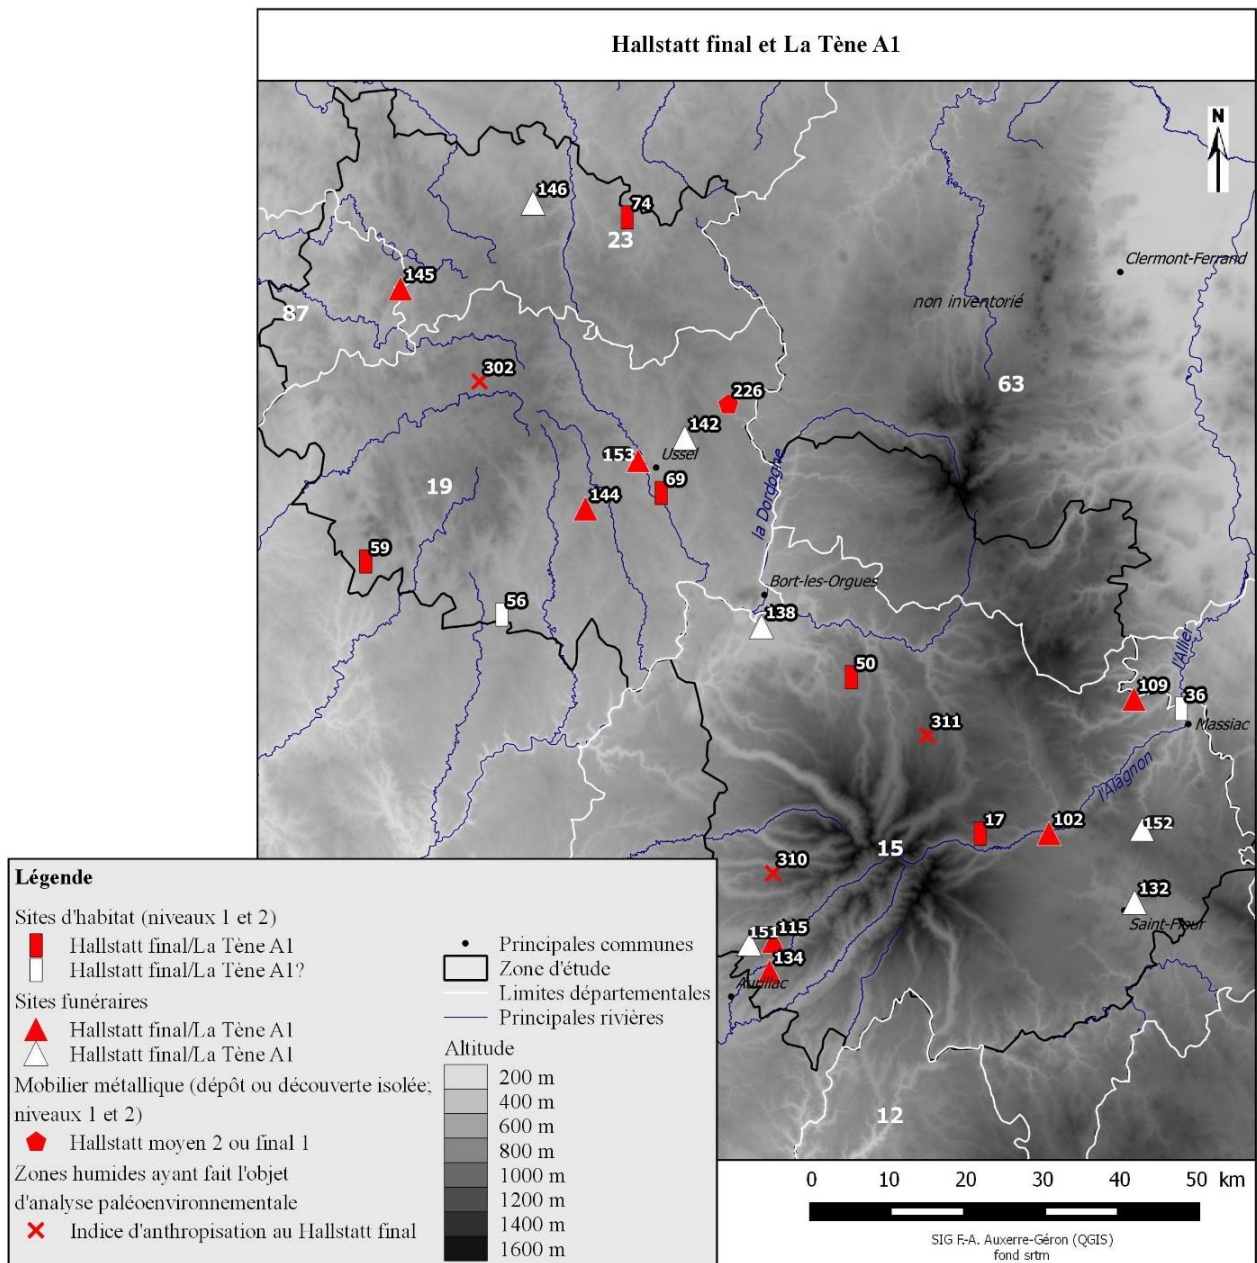 Hallstatt final et La Tène A1
N
146
74
23
Clermont-Ferrand
145
non inventorié
87
302
63
226
142
153
Ussel
69
19
144
la Dordogne
59
56
Bort-les-Orgues
138
50
l'Allier
109
36
Massiac
311
l'Alagnon
17
102
152
15
310
132
Saint-Flour
151
115
134
Aurillac
12
Légende
Sites d'habitat (niveaux 1 et 2)
Hallstatt final/La Tène A1
Hallstatt final/La Tène A1?
Sites funéraires
Hallstatt final/La Tène A1
Hallstatt final/La Tène A1
Mobilier métallique (dépôt ou découverte isolée;
niveaux 1 et 2)
Hallstatt moyen 2 ou final 1
Zones humides ayant fait l'objet
d'analyse paléoenvironnementale
Indice d'anthropisation au Hallstatt final
Principales communes
Zone d'étude
Limites départementales
Principales rivières
Altitude
200 m
400 m
600 m
800 m
1000 m
1200 m
1400 m
1600 m
0 10 20 30 40 50 km
SIG F.-A. Auxerre-Géron (QGIS)
fond srtm